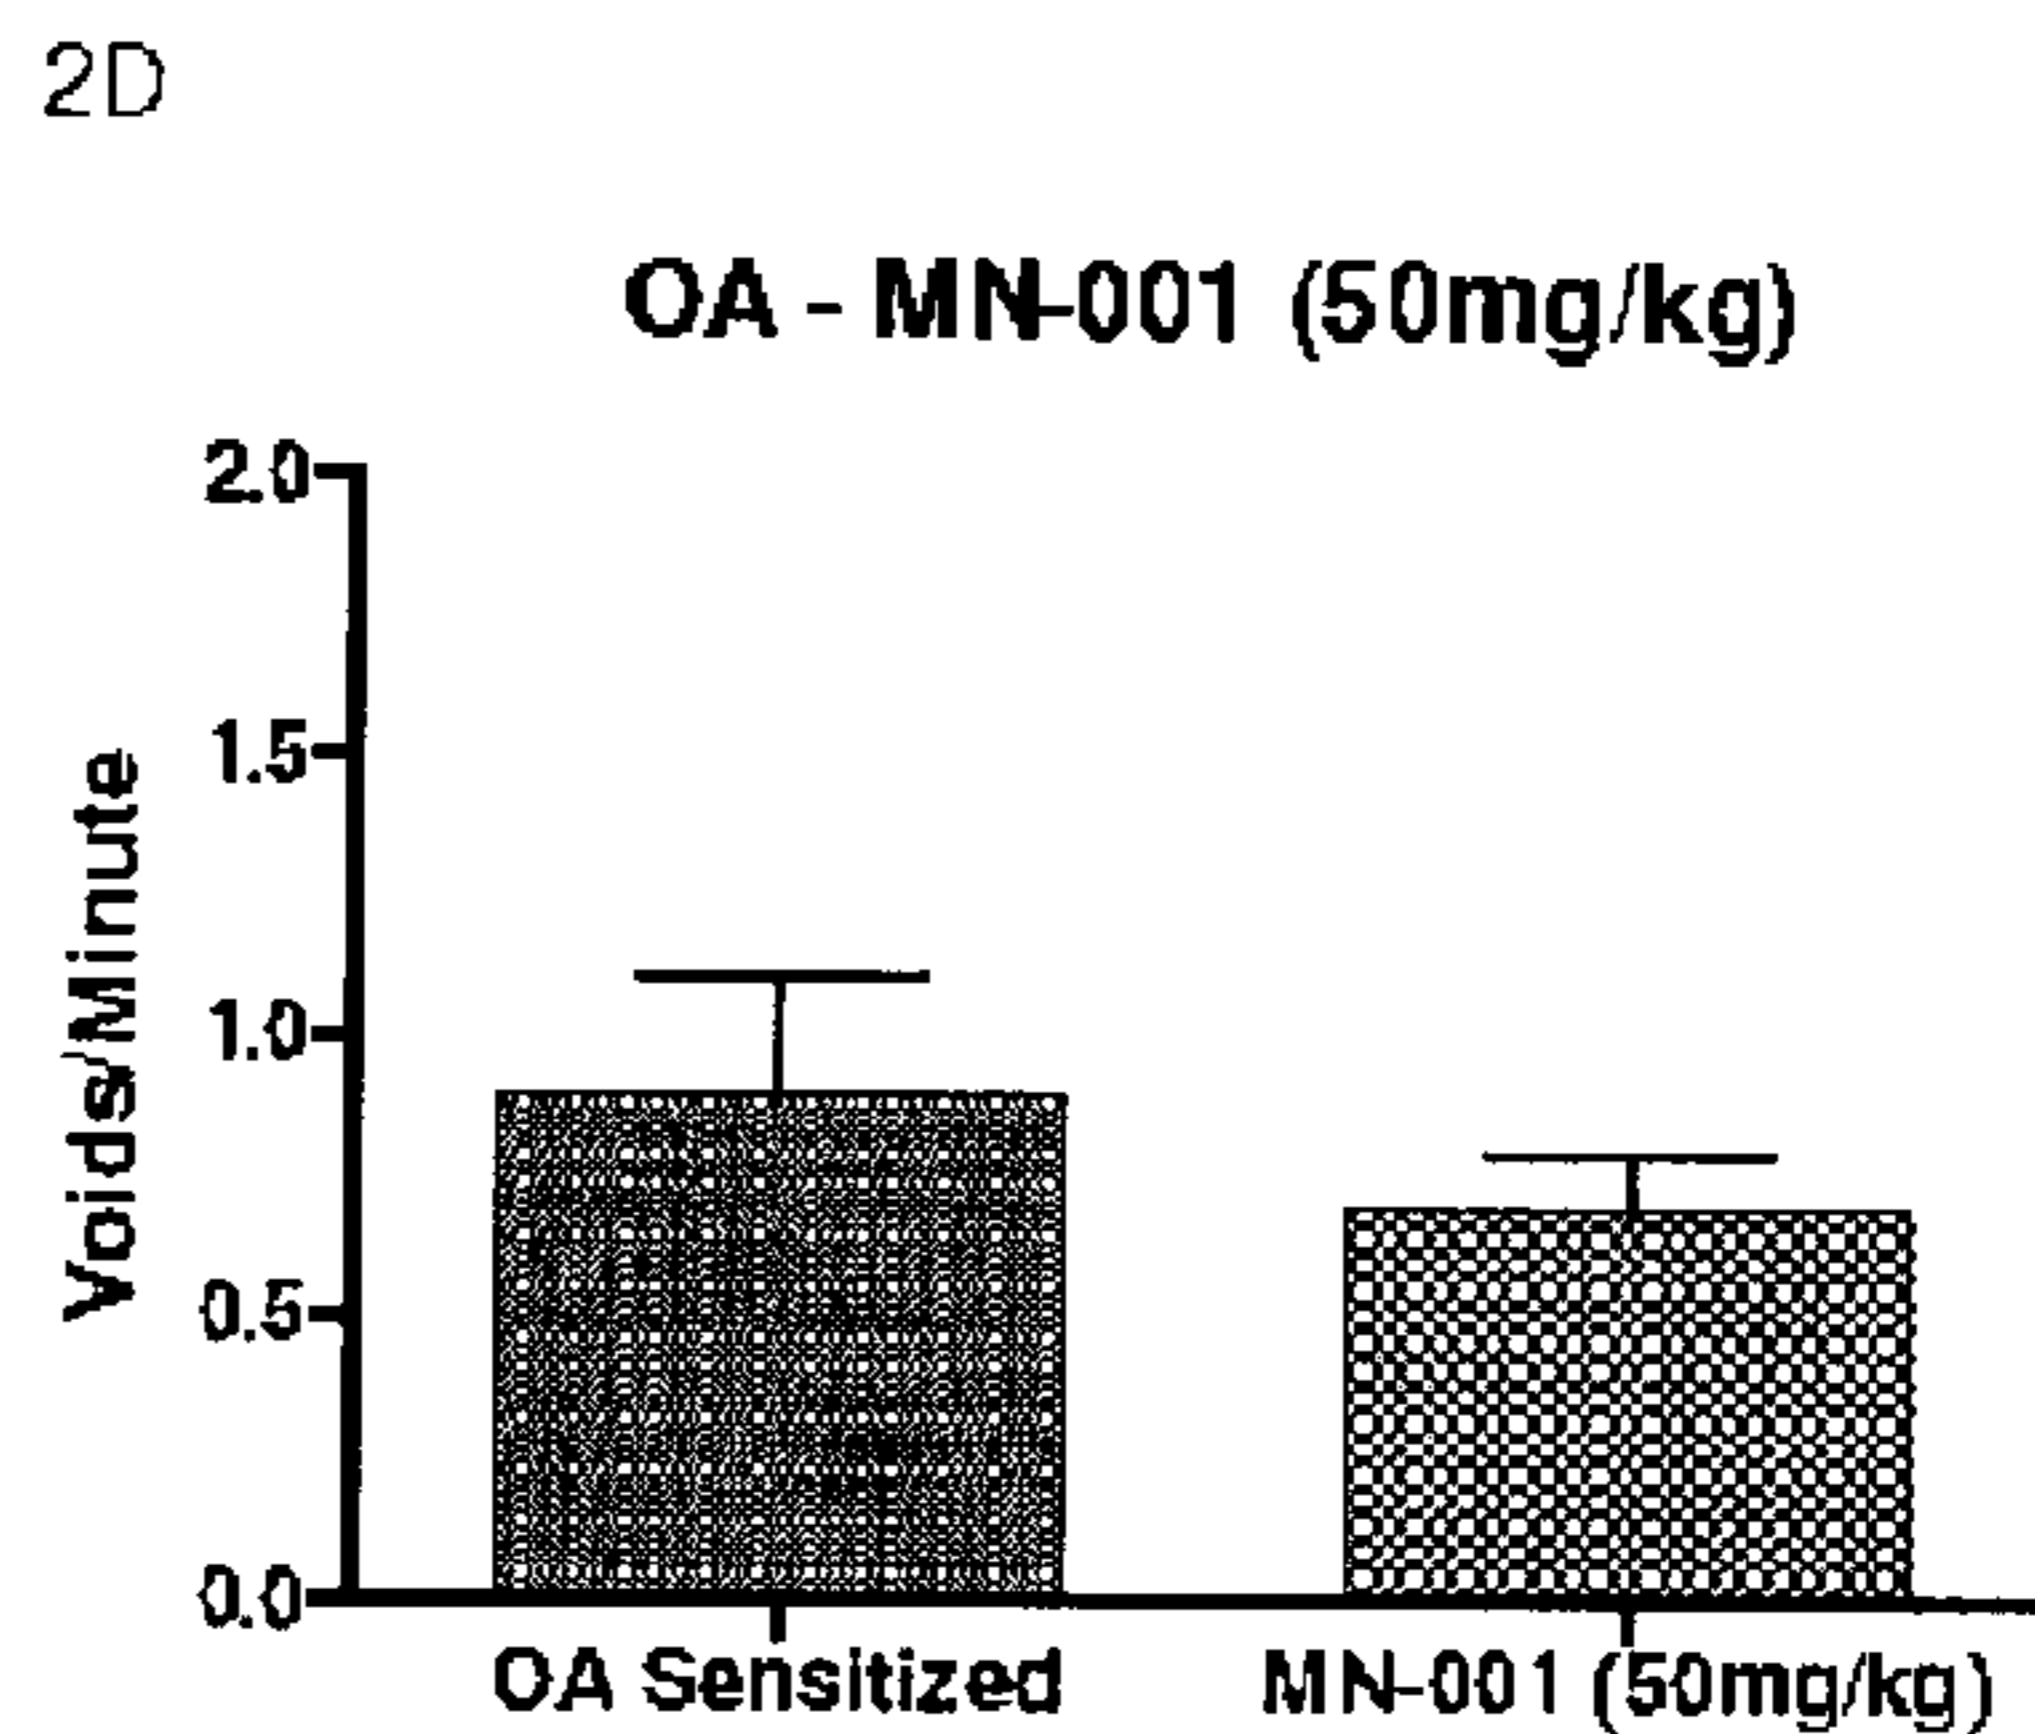 2D
OA - MN-001 (50mg/kg)
2.0
1.5
1.0
0.5
0.0
Voids/Minute
OA Sensitized
MN-001 (50mg/kg)